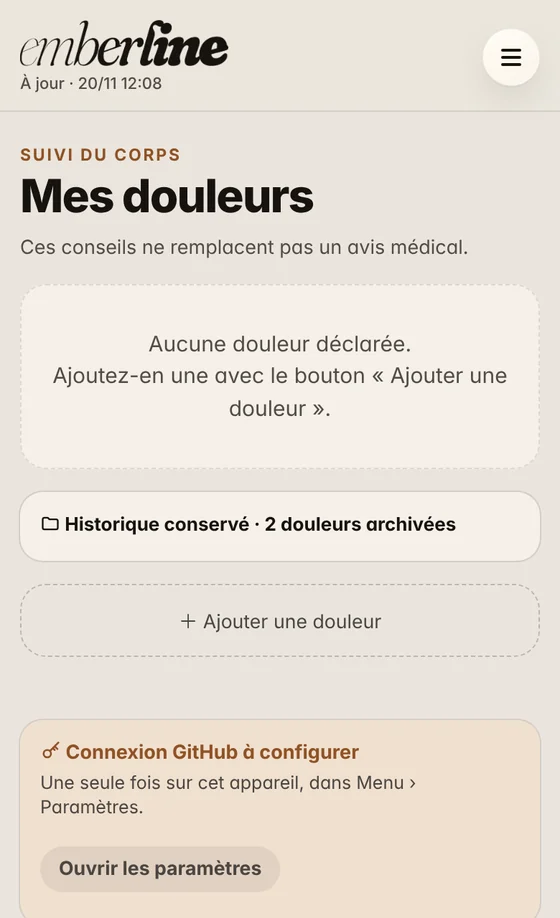 emberline
À jour · 20/11 12:08
SUIVI DU CORPS
Mes douleurs
Ces conseils ne remplacent pas un avis médical.
Aucune douleur déclarée.
Ajoutez-en une avec le bouton « Ajouter une
douleur ».
Historique conservé · 2 douleurs archivées
+ Ajouter une douleur
Connexion GitHub à configurer
Une seule fois sur cet appareil, dans Menu ›
Paramètres.
Ouvrir les paramètres